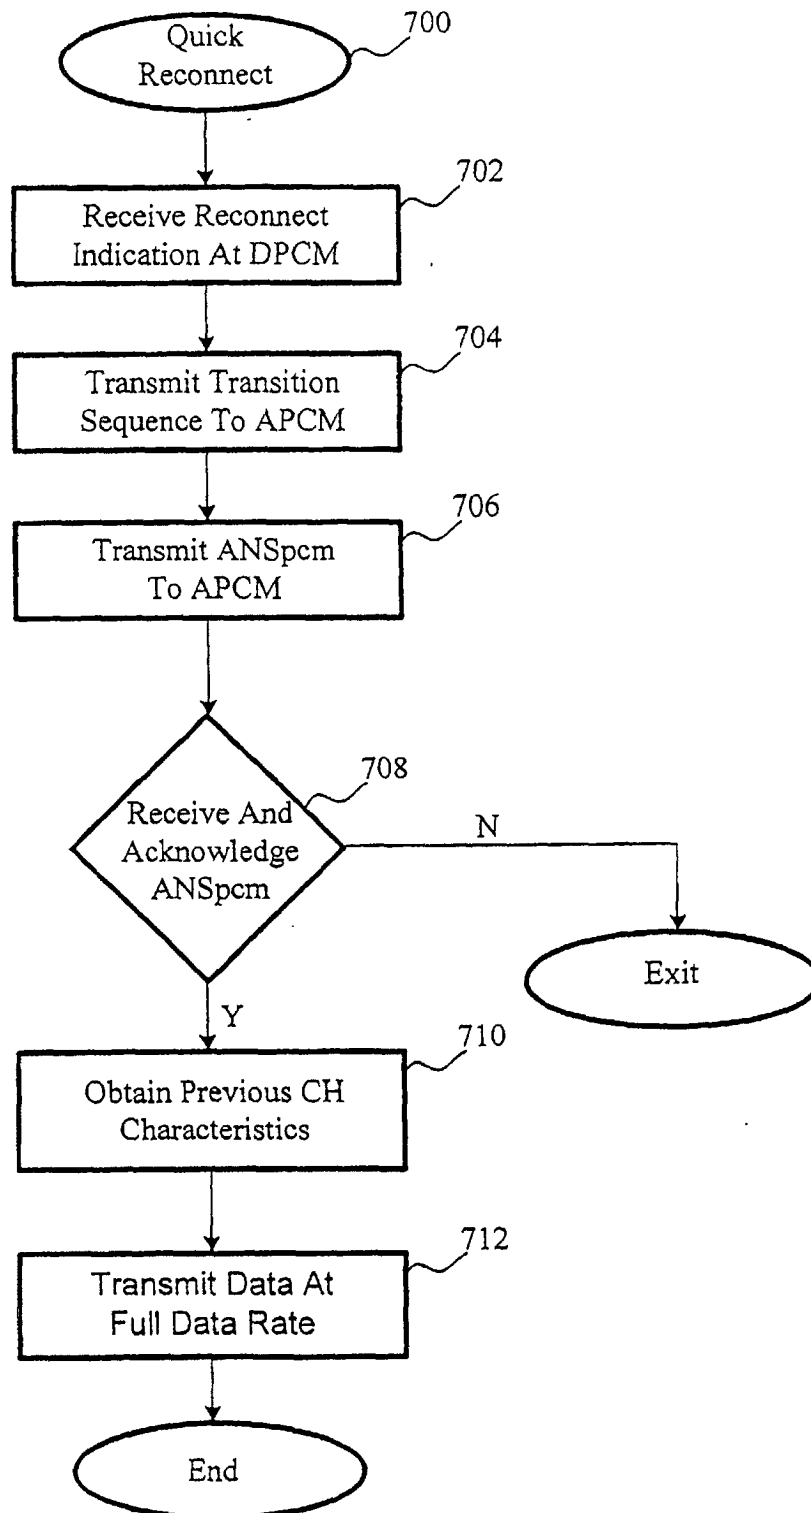 Quick
Reconnect
700
702
Receive Reconnect
Indication At DPCM
704
Transmit Transition
Sequence To APCM
706
Transmit ANSpcm
To APCM
708
Receive And
Acknowledge
ANSpcm
N
Exit
Y
710
Obtain Previous CH
Characteristics
712
Transmit Data At
Full Data Rate
End